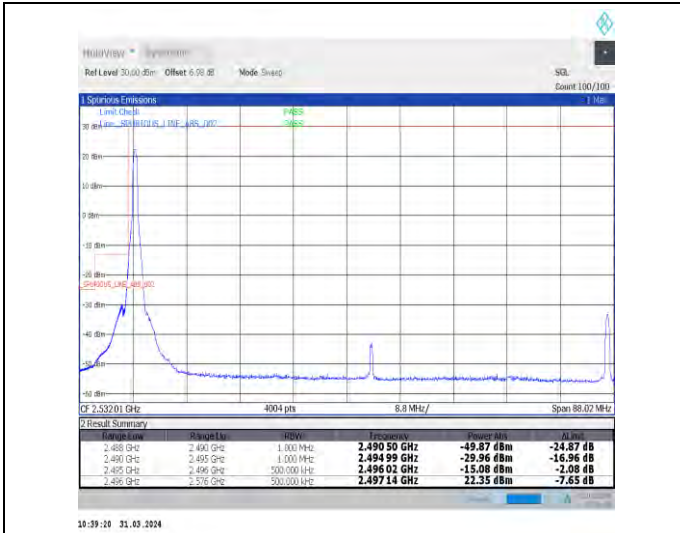 MultiView
Spectrum
Ref Level 30.00 dBm Offset 6.98 dB Mode Sweep SGL
Count 100/100
1 Spurious Emissions
Limit Check PASS
30 dBm
20 dBm
10 dBm
0 dBm
-10 dBm
-20 dBm
-30 dBm
-40 dBm
-50 dBm
-60 dBm
CF 2.53201 GHz 4004 pts 8.8 MHz/ Span 88.02 MHz
2 Result Summary
Range Low Range Up RBW Frequency Power Abs ΔLimit
2.488 GHz 2.490 GHz 1.000 MHz 2.490 50 GHz -49.87 dBm -24.87 dB
2.490 GHz 2.495 GHz 1.000 MHz 2.494 99 GHz -29.96 dBm -16.96 dB
2.495 GHz 2.496 GHz 500.000 kHz 2.496 02 GHz -15.08 dBm -2.08 dB
2.496 GHz 2.576 GHz 500.000 kHz 2.497 14 GHz 22.35 dBm -7.65 dB
10:39:20 31.03.2024